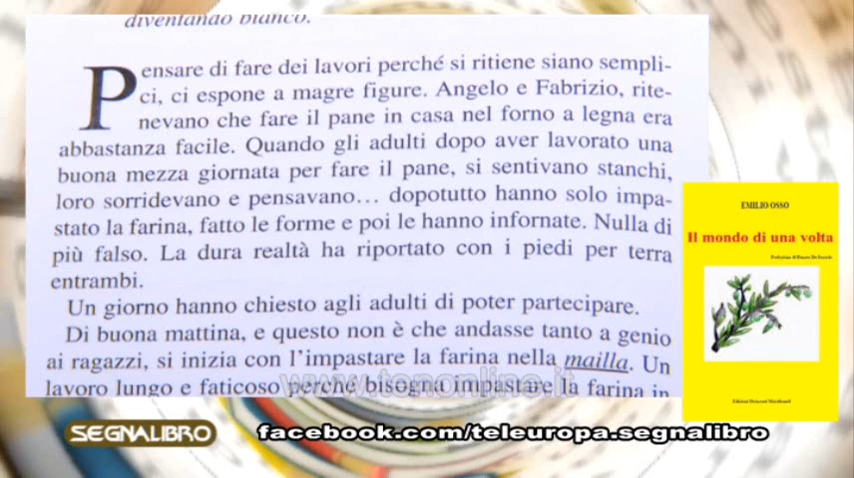 diventando bianco.
Pensare di fare dei lavori perché si ritiene siano sempli-
ci, ci espone a magre figure. Angelo e Fabrizio, rite-
nevano che fare il pane in casa nel forno a legna era
abbastanza facile. Quando gli adulti dopo aver lavorato una
buona mezza giornata per fare il pane, si sentivano stanchi,
loro sorridevano e pensavano… dopotutto hanno solo impa-
stato la farina, fatto le forme e poi le hanno infornate. Nulla di
più falso. La dura realtà ha riportato con i piedi per terra
entrambi.
Un giorno hanno chiesto agli adulti di poter partecipare.
Di buona mattina, e questo non è che andasse tanto a genio
ai ragazzi, si inizia con l'impastare la farina nella mailla. Un
lavoro lungo e faticoso perché bisogna impastare la farina in
www.tenonline.it
EMILIO OSSO
Il mondo di una volta
SEGNALIBRO
facebook.com/teleuropa.segnalibro